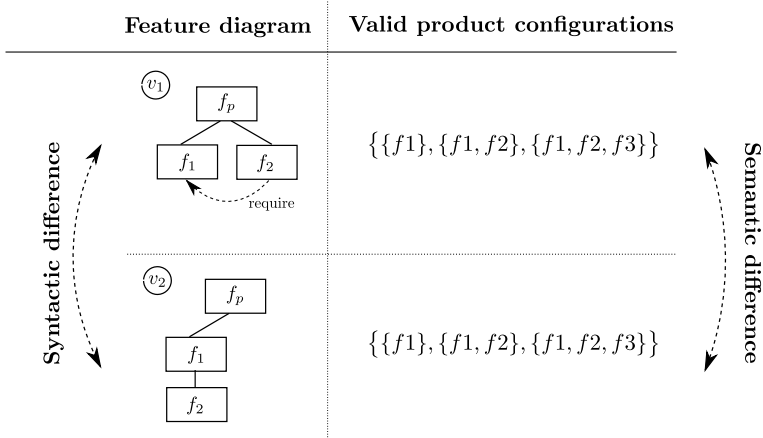 Feature diagram
Valid product configurations
v1
fp
f1
f2
require
{{f1}, {f1, f2}, {f1, f2, f3}}
v2
fp
f1
f2
{{f1}, {f1, f2}, {f1, f2, f3}}
Syntactic difference
Semantic difference